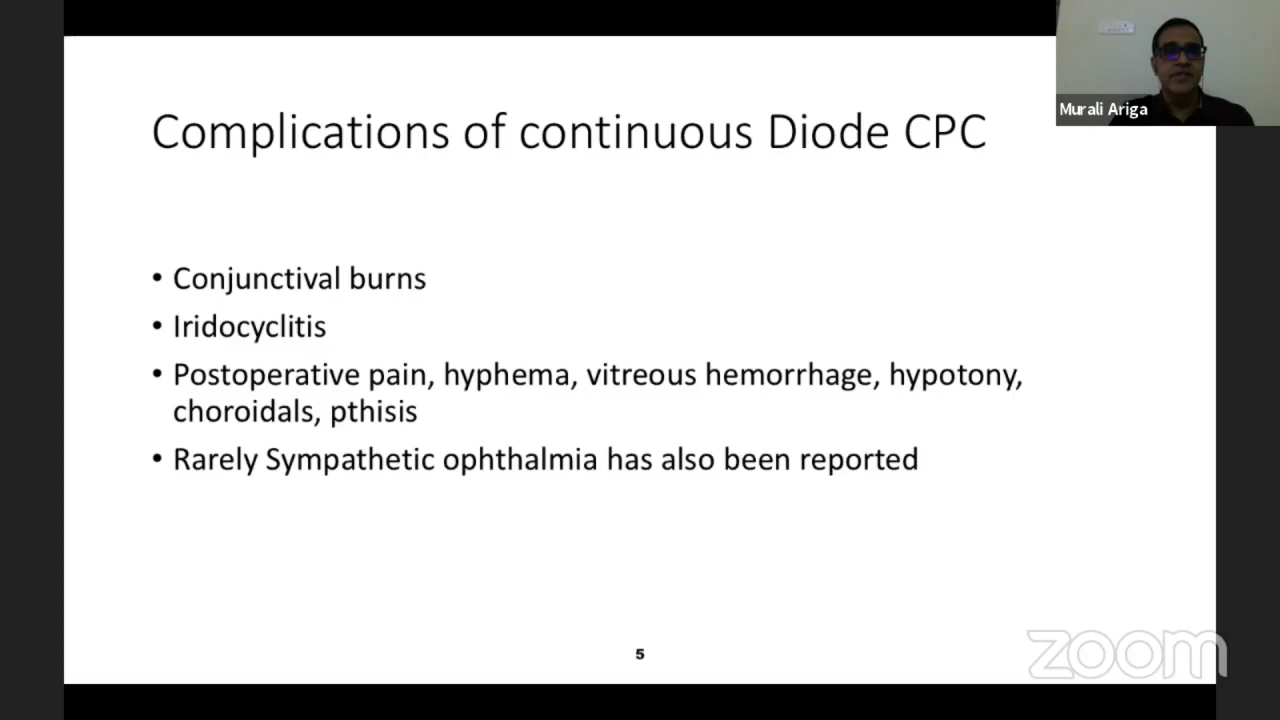 Murali Ariga
Complications of continuous Diode CPC
• Conjunctival burns
• Iridocyclitis
• Postoperative pain, hyphema, vitreous hemorrhage, hypotony,
choroidals, pthisis
• Rarely Sympathetic ophthalmia has also been reported
5
zoom